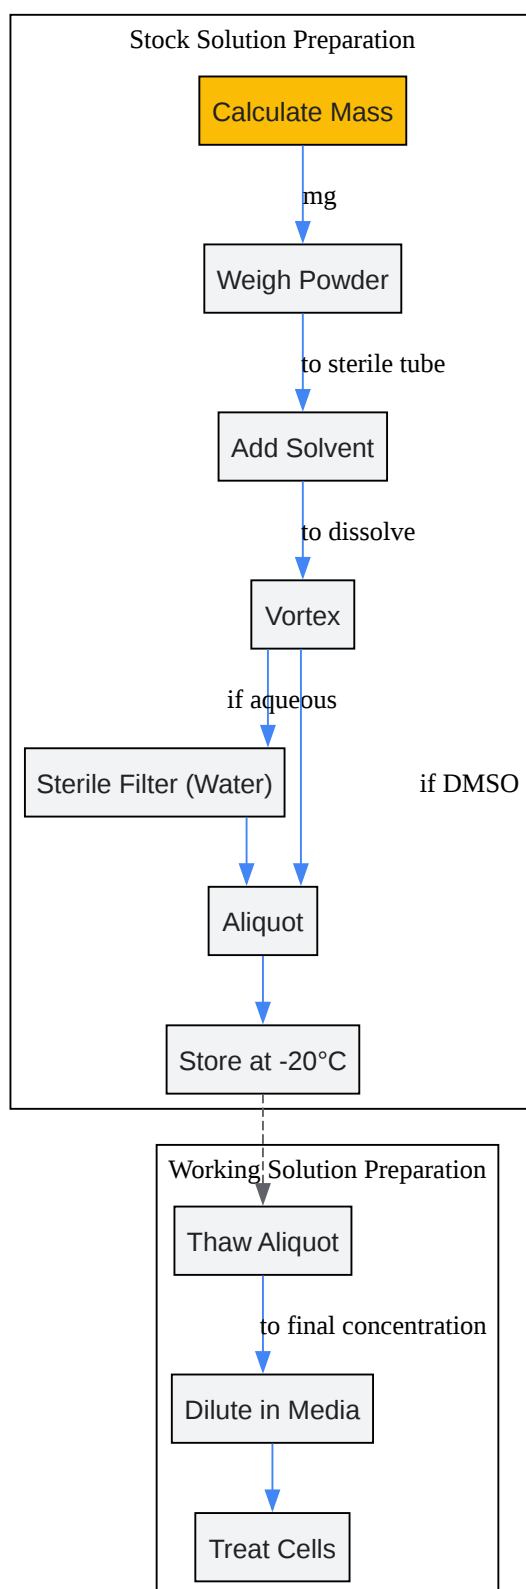 Stock Solution Preparation
Calculate Mass
mg
Weigh Powder
to sterile tube
Add Solvent
to dissolve
Vortex
if aqueous
Sterile Filter (Water)
if DMSO
Aliquot
Store at -20°C
Working Solution Preparation
Thaw Aliquot
to final concentration
Dilute in Media
Treat Cells